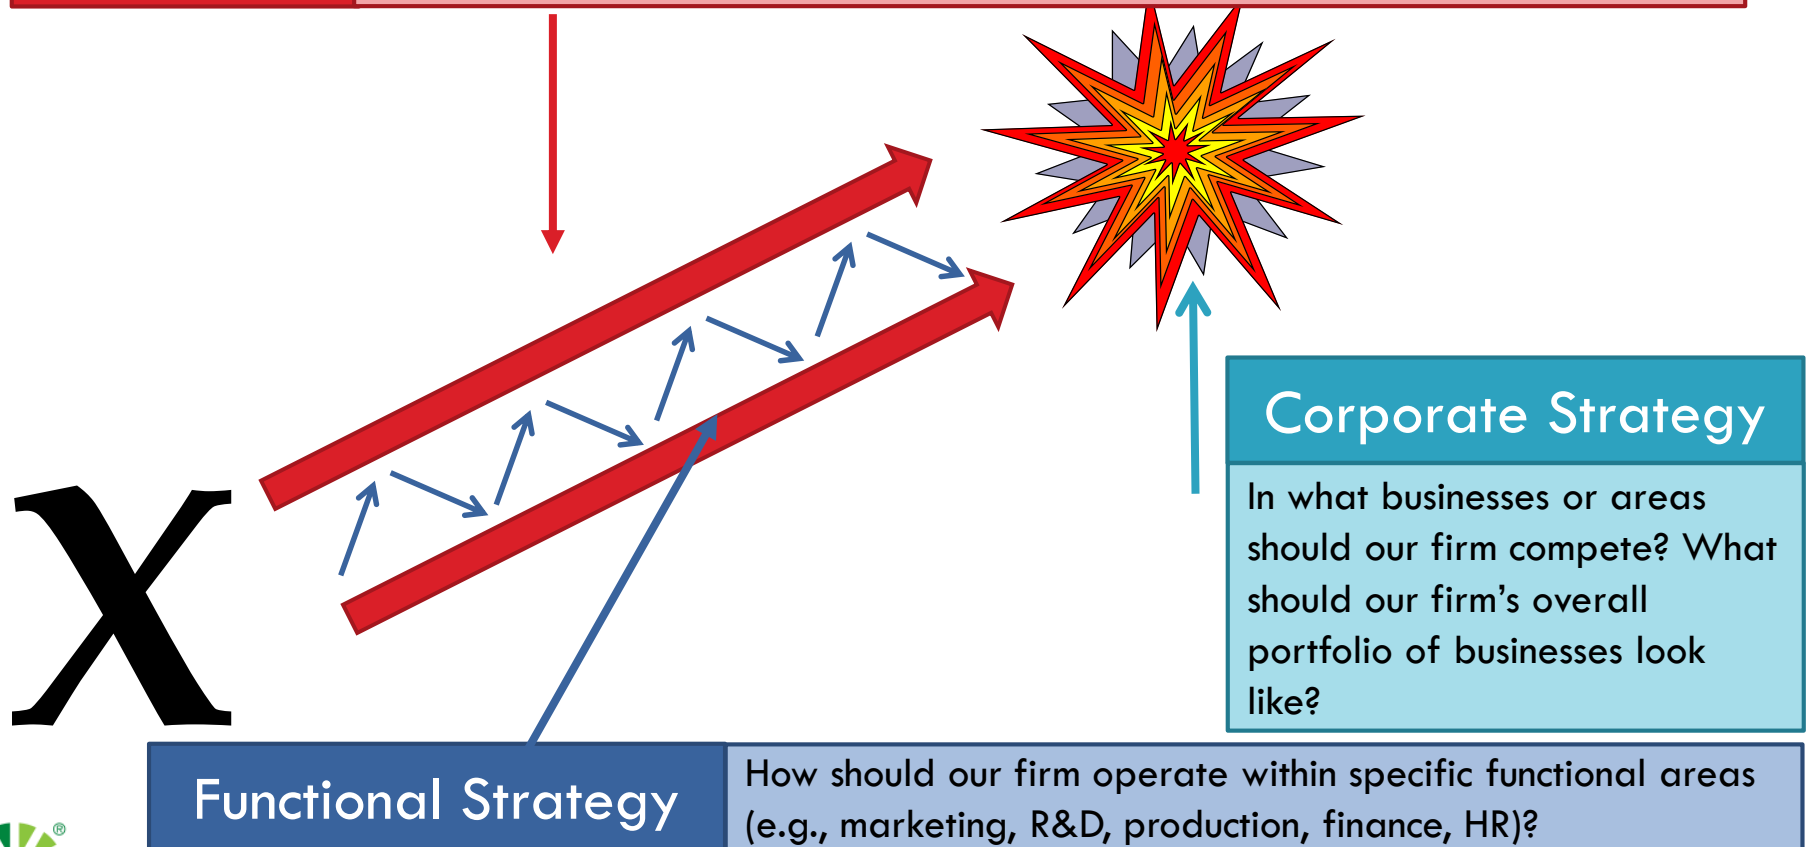 X
Corporate Strategy
In what businesses or areas
should our firm compete? What
should our firm’s overall
portfolio of businesses look
like?
Functional Strategy
How should our firm operate within specific functional areas
(e.g., marketing, R&D, production, finance, HR)?
®